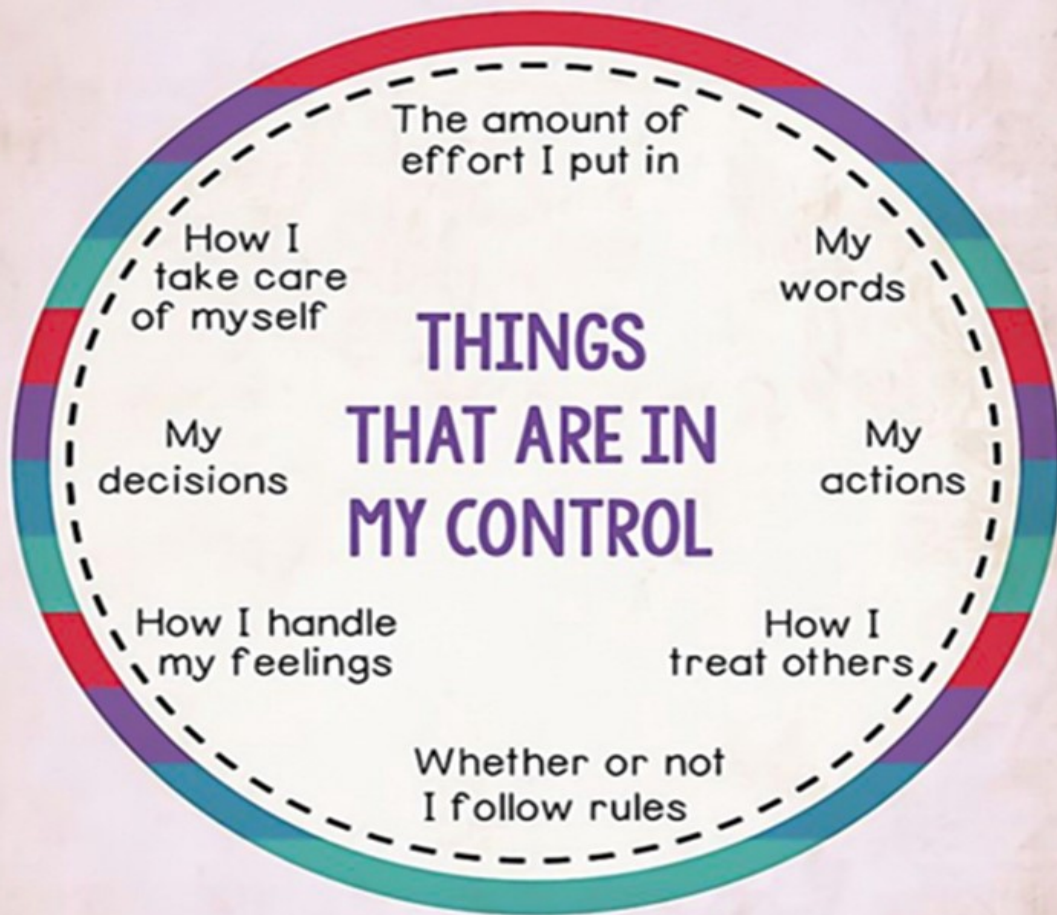 The amount of
effort I put in
My
words
My
actions
How I
treat others
Whether or not
I follow rules
How I handle
my feelings
My
decisions
How I
take care
of myself
THINGS
THAT ARE IN
MY CONTROL